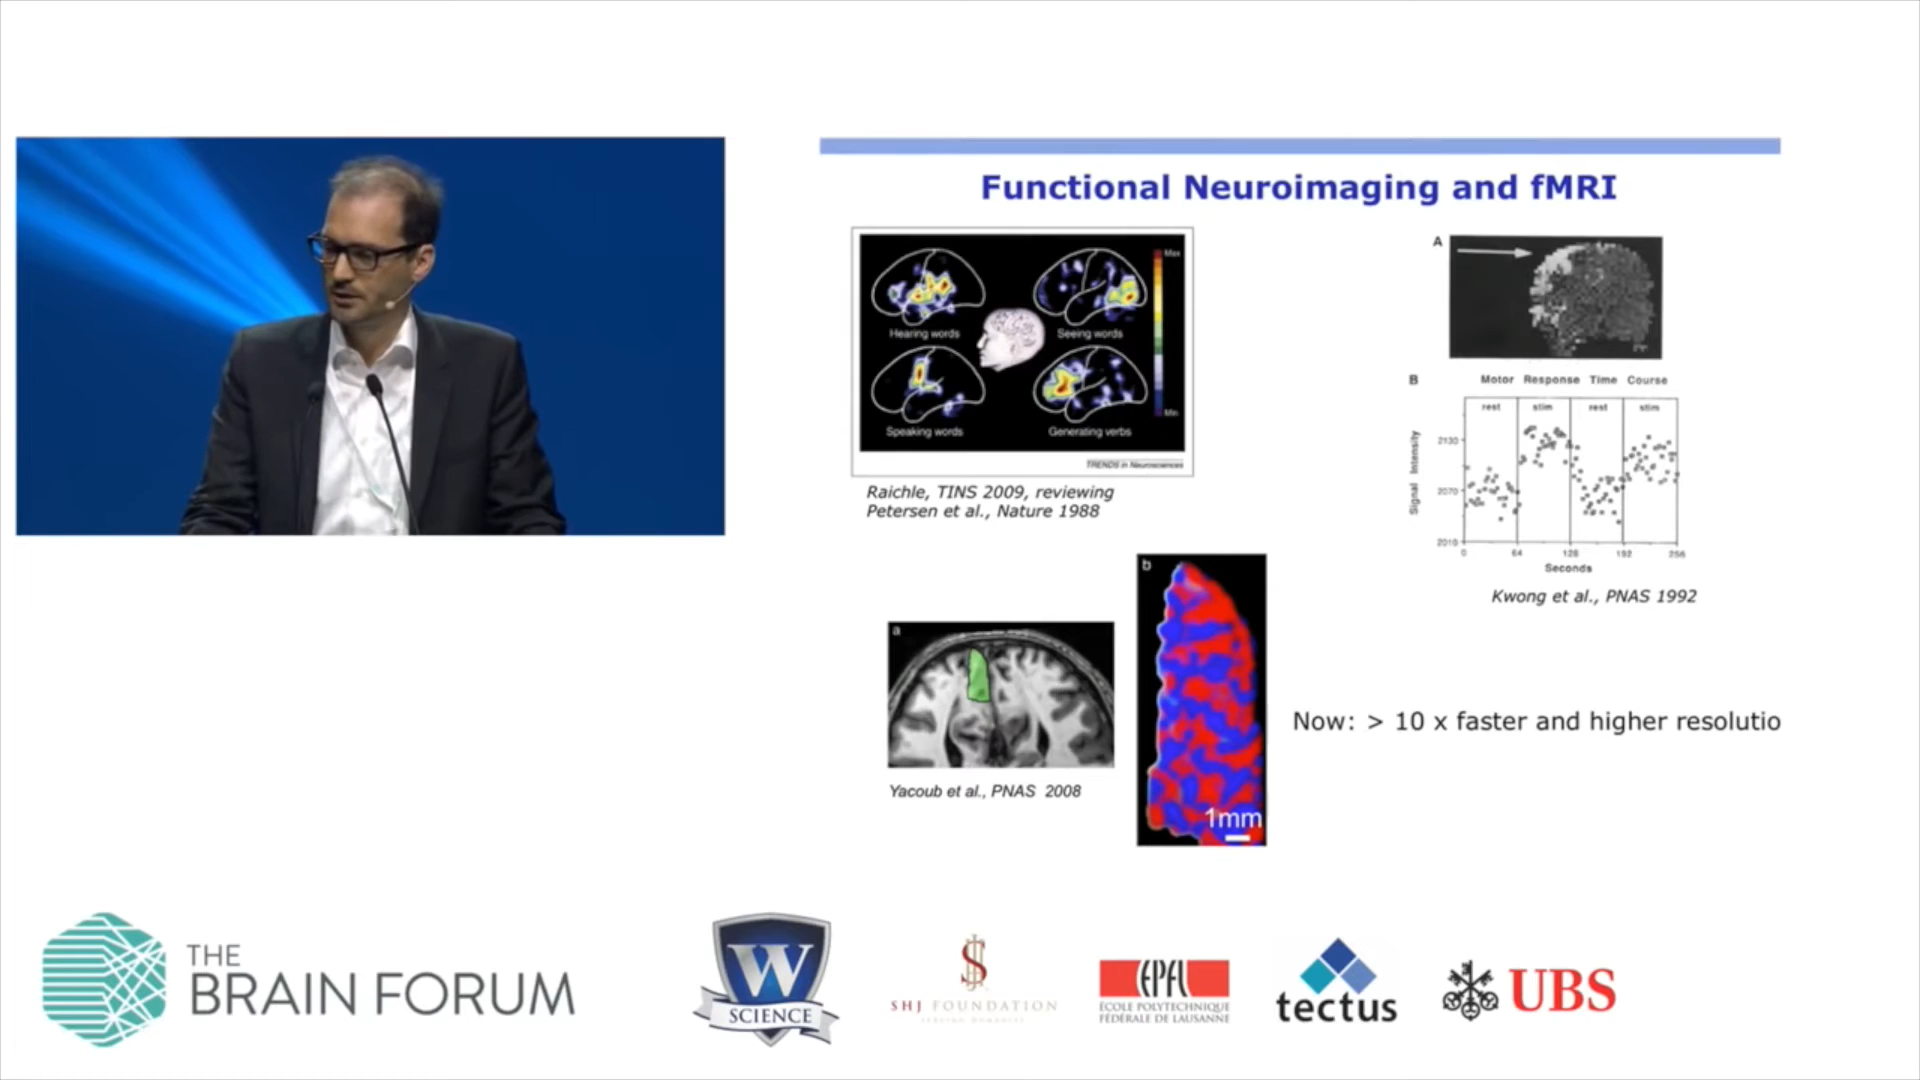 Functional Neuroimaging and fMRI
Max
Hearing words
Seeing words
Speaking words
Generating verbs
Min
TRENDS in Neurosciences
Raichle, TINS 2009, reviewing
Petersen et al., Nature 1988
A
B
Motor Response Time Course
rest
stim
rest
stim
Signal Intensity
2130
2070
2010
0
64
128
192
256
Seconds
Kwong et al., PNAS 1992
a
Yacoub et al., PNAS 2008
b
1mm
Now: > 10 x faster and higher resolutio
THE
BRAIN FORUM
W
SCIENCE
SHJ FOUNDATION
EPFL
ÉCOLE POLYTECHNIQUE
FÉDÉRALE DE LAUSANNE
tectus
UBS